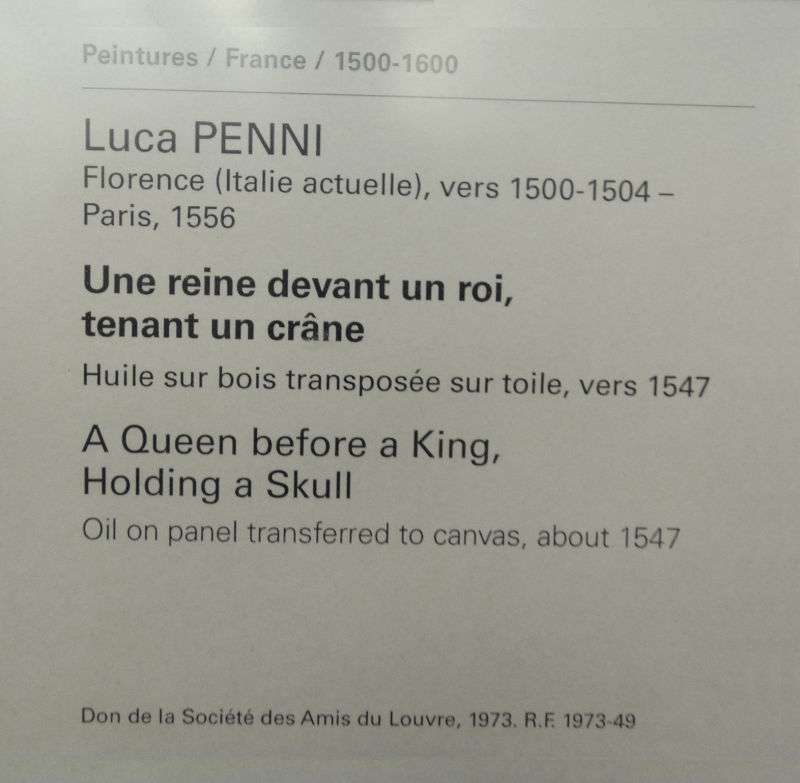 Peintures / France / 1500-1600
Luca PENNI
Florence (Italie actuelle), vers 1500-1504 –
Paris, 1556
Une reine devant un roi,
tenant un crâne
Huile sur bois transposée sur toile, vers 1547
A Queen before a King,
Holding a Skull
Oil on panel transferred to canvas, about 1547
Don de la Société des Amis du Louvre, 1973. R.F. 1973-49